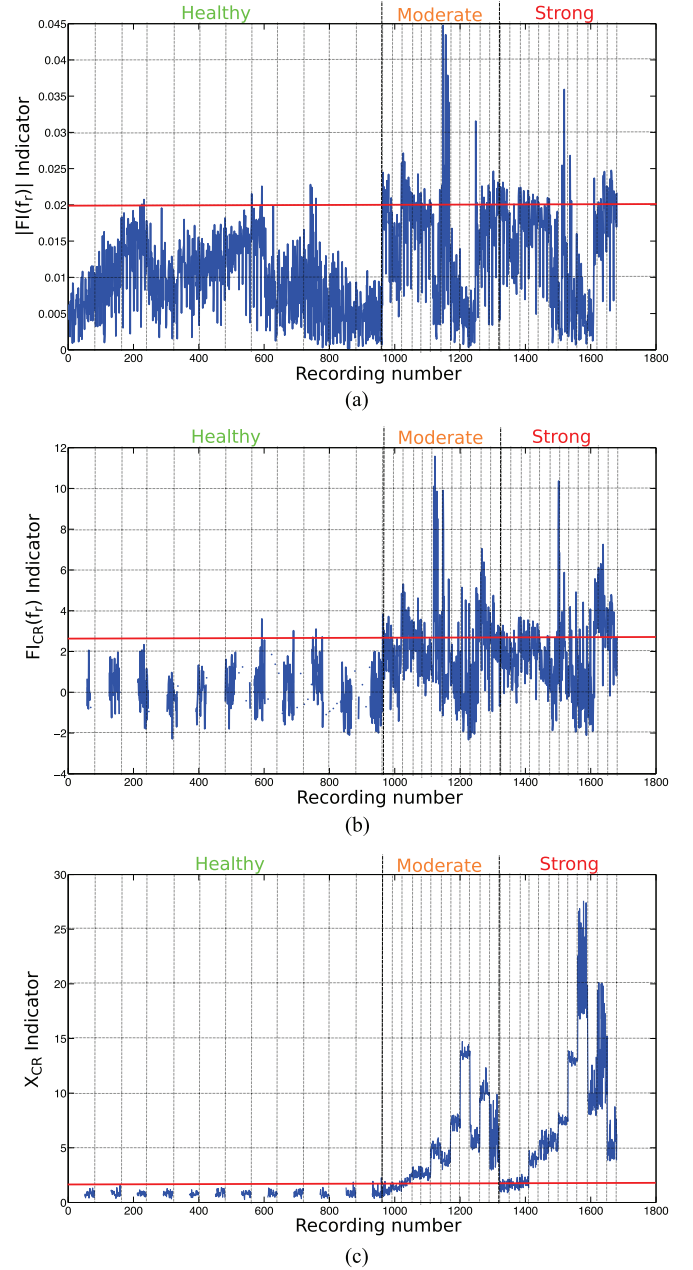 Healthy Moderate Strong
0.045
0.04
0.035
0.03
0.025
0.02
0.015
0.01
0.005
0
|FI(fr)| Indicator
0 200 400 600 800 1000 1200 1400 1600 1800
Recording number
(a)
Healthy Moderate Strong
12
10
8
6
4
2
0
−2
−4
FICR(fr) Indicator
0 200 400 600 800 1000 1200 1400 1600 1800
Recording number
(b)
Healthy Moderate Strong
30
25
20
15
10
5
0
XCR Indicator
0 200 400 600 800 1000 1200 1400 1600 1800
Recording number
(c)